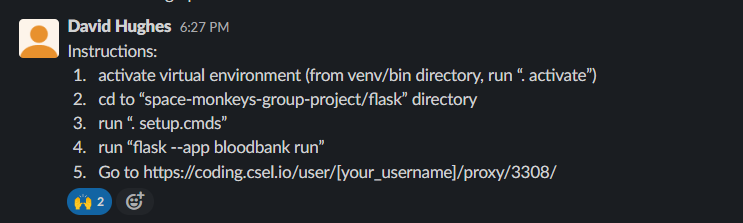 David Hughes 6:27 PM
Instructions:
1. activate virtual environment (from venv/bin directory, run “. activate”)
2. cd to “space-monkeys-group-project/flask” directory
3. run “. setup.cmds”
4. run “flask --app bloodbank run”
5. Go to https://coding.csel.io/user/[your_username]/proxy/3308/
2